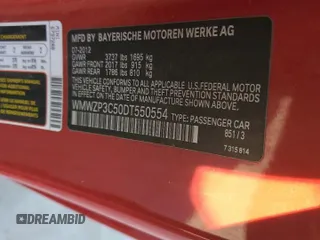 MFD. BY BAYERISCHE MOTOREN WERKE AG
07-2013
GVWR 3737 lbs 1695 kg
GAWR FRONT 2017 lbs 915 kg
GAWR REAR 1786 lbs 810 kg
THIS VEHICLE CONFORMS TO ALL APPLICABLE U.S. FEDERAL MOTOR
VEHICLE SAFETY, BUMPER, AND THEFT PREVENTION STANDARDS
IN EFFECT ON THE DATE OF MANUFACTURE SHOWN ABOVE.
WMWZP3C50DT550554 TYPE: PASSENGER CAR
851 / 3
7 315 814
© DREAMBID